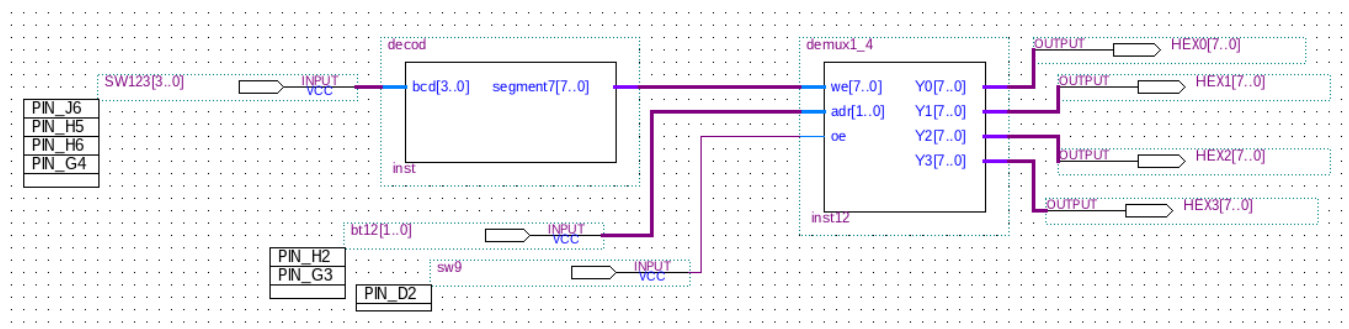 decod
demux1_4
OUTPUT
HEX0[7..0]
SW123[3..0]
INPUT
VCC
bcd[3..0]
segment7[7..0]
we[7..0]
Y0[7..0]
OUTPUT
HEX1[7..0]
PIN_J6
PIN_H5
PIN_H6
PIN_G4
adr[1..0]
Y1[7..0]
oe
Y2[7..0]
OUTPUT
HEX2[7..0]
Y3[7..0]
inst
OUTPUT
HEX3[7..0]
inst12
bt12[1..0]
INPUT
VCC
PIN_H2
PIN_G3
sw9
INPUT
VCC
PIN_D2